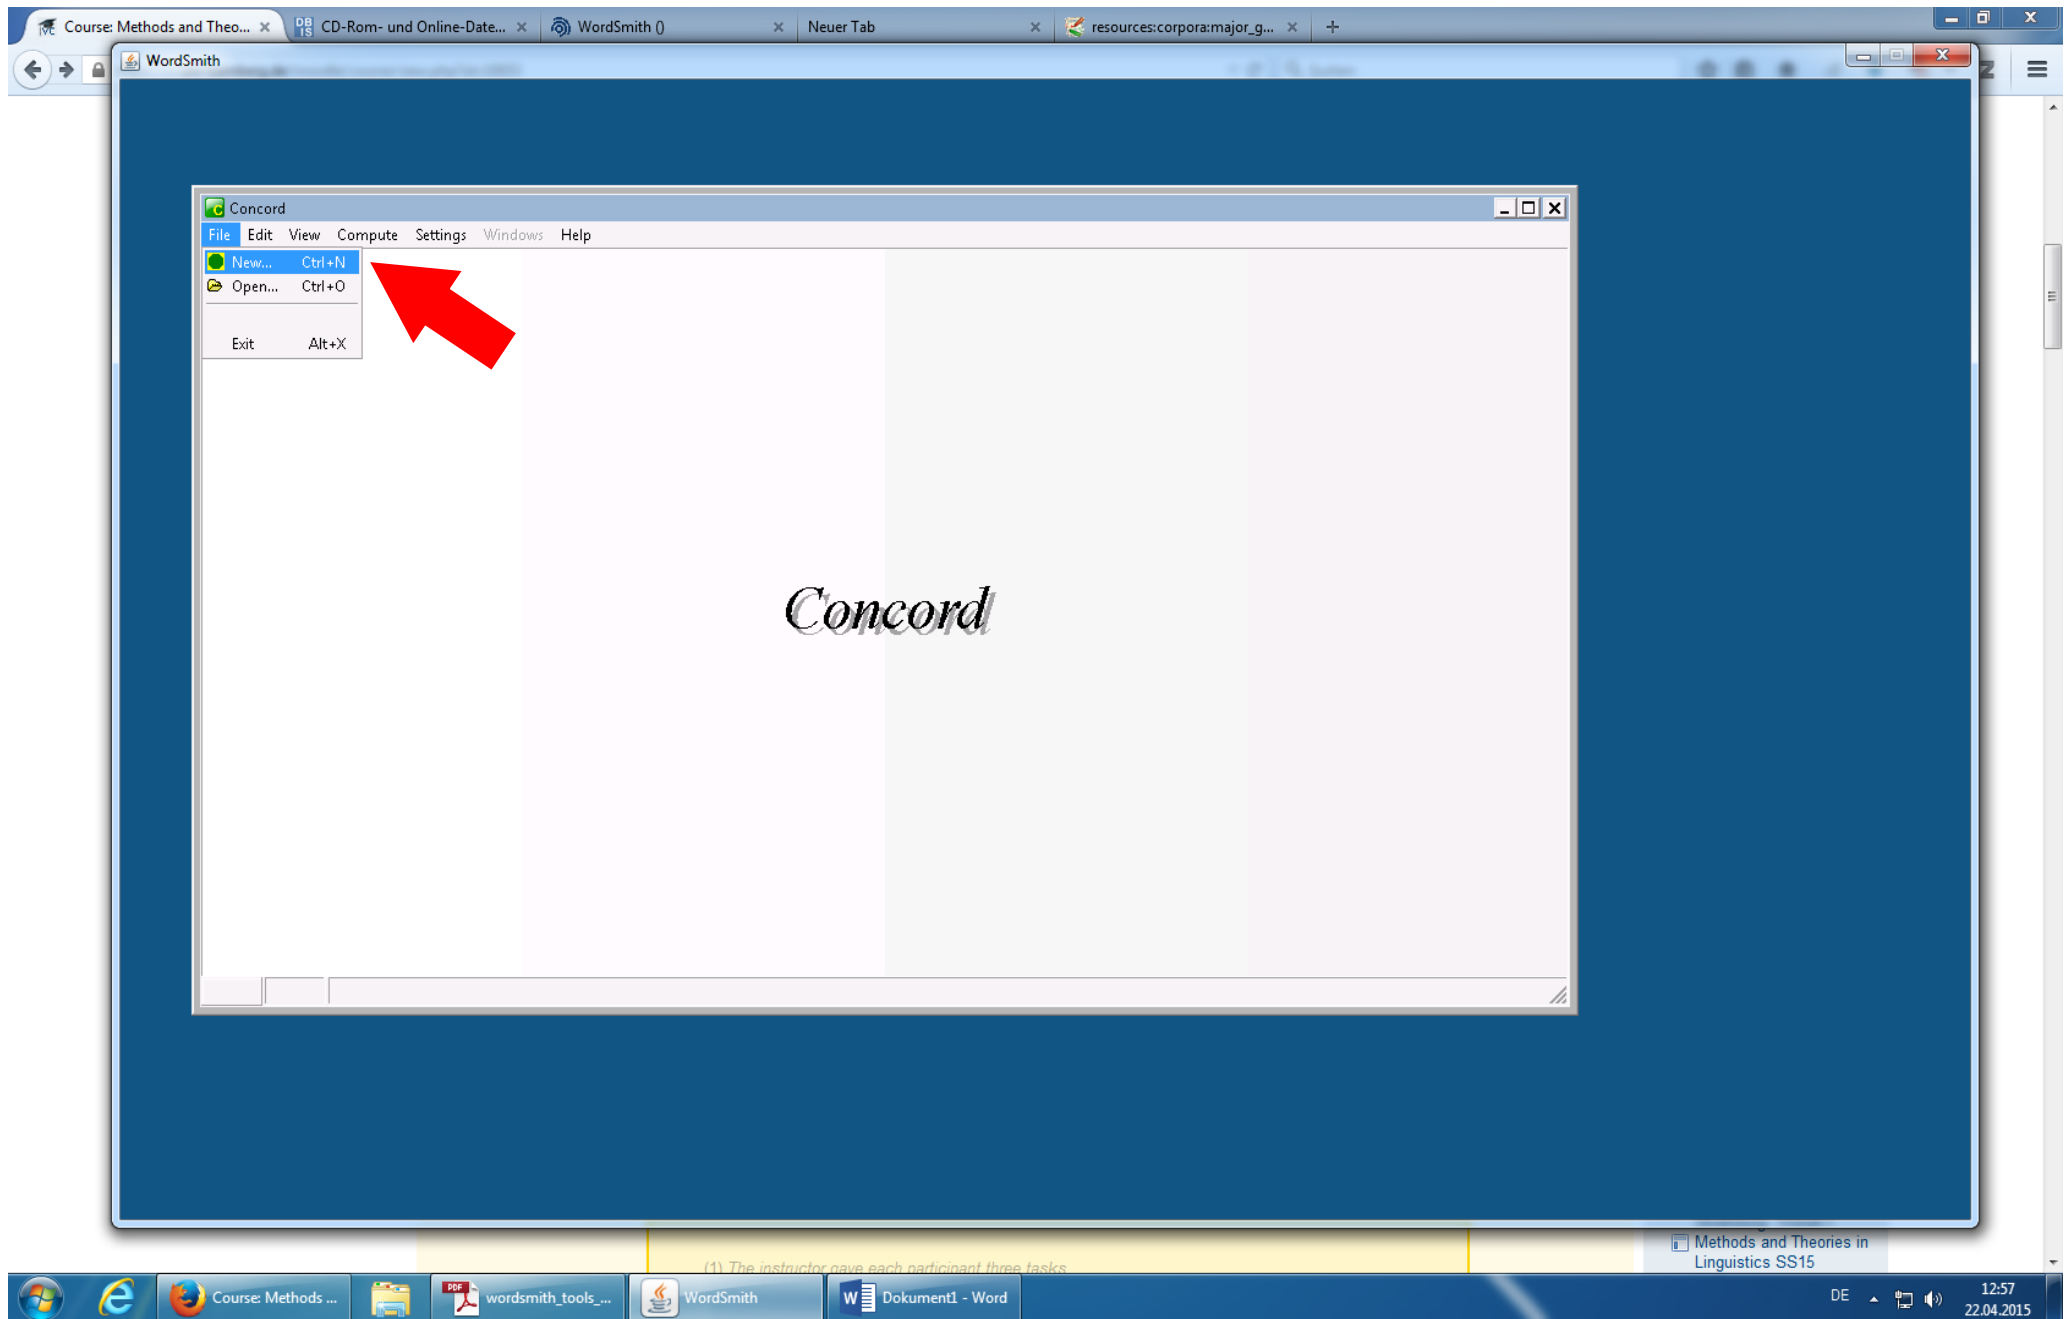 Course: Methods and Theo...
DB IS CD-Rom- und Online-Date...
WordSmith ()
Neuer Tab
resources:corpora:major_g...
WordSmith
Concord
File Edit View Compute Settings Windows Help
New... Ctrl+N
Open... Ctrl+O
Exit Alt+X
Concord
Methods and Theories in
Linguistics SS15
(1) The instructor gave each participant three tasks
Course: Methods ...
PDF wordsmith_tools_...
WordSmith
W Dokument1 - Word
DE
12:57
22.04.2015